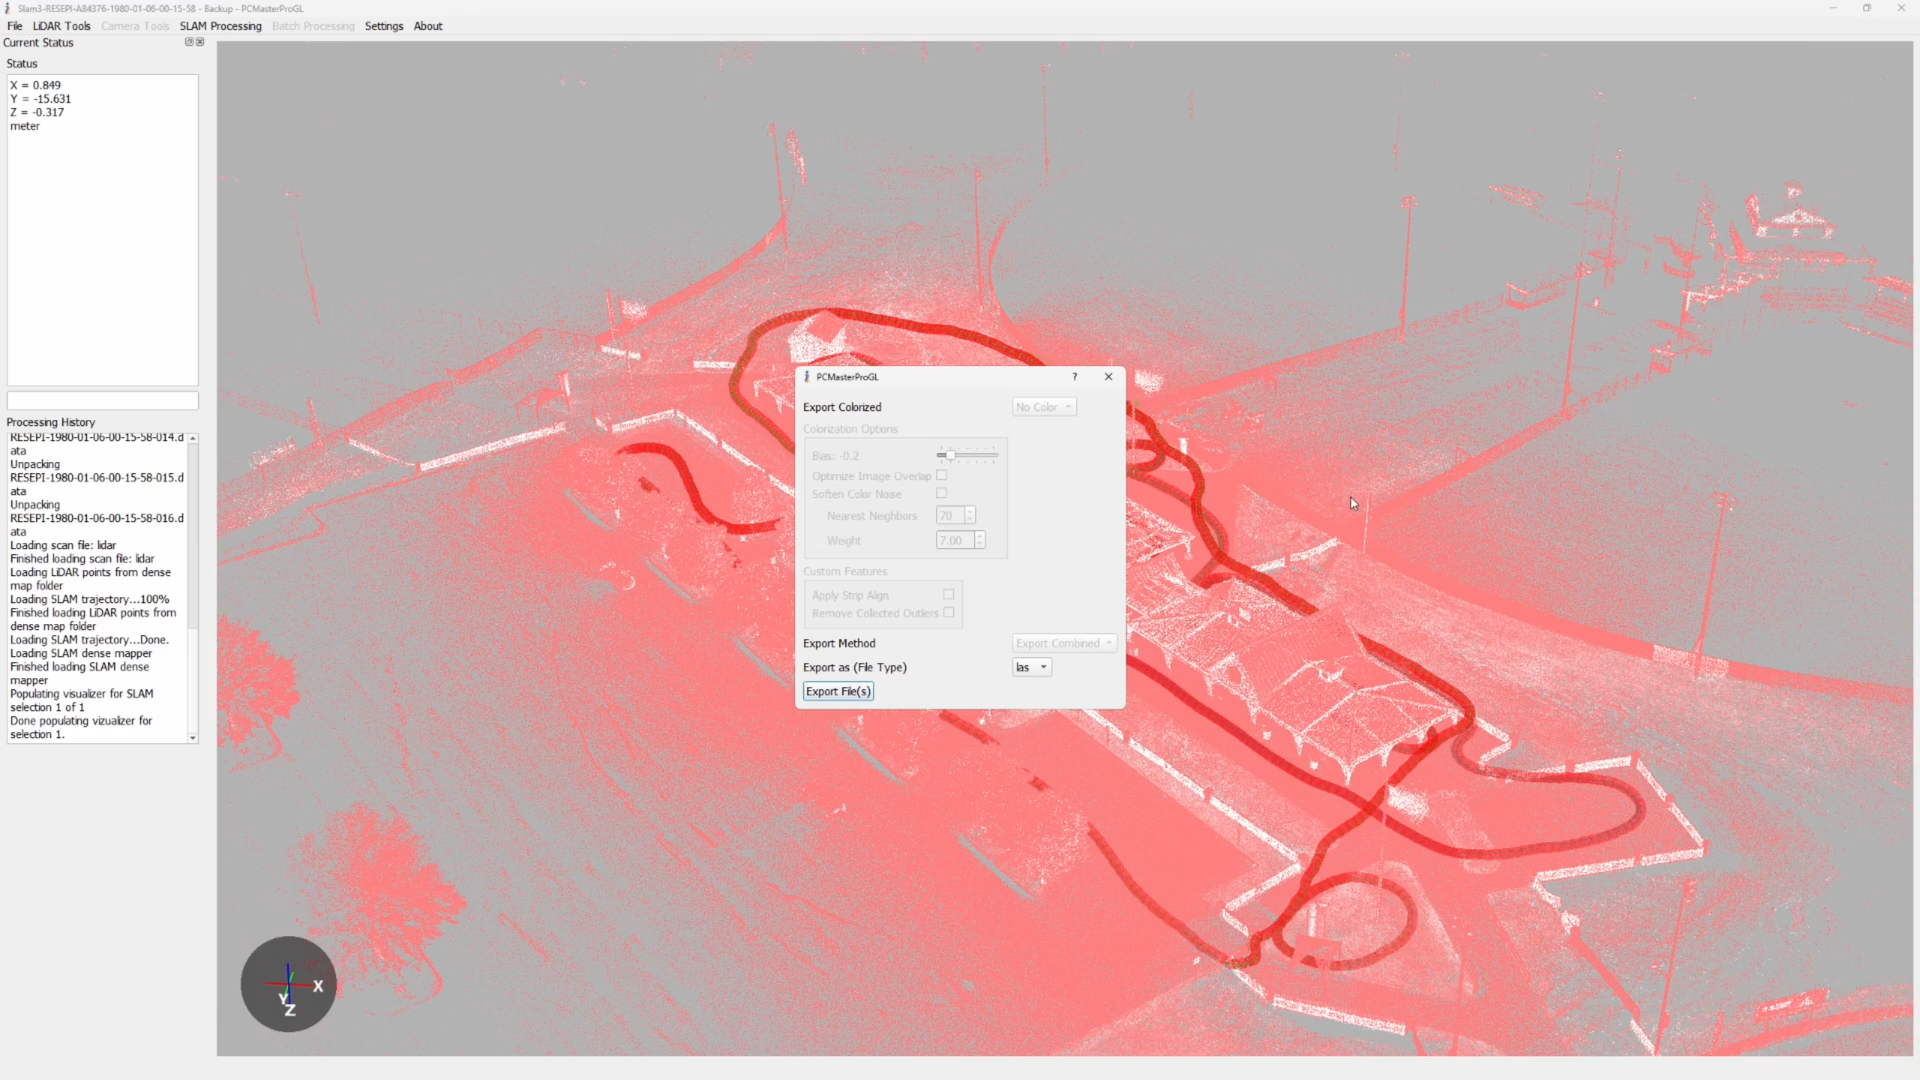 Slam3-RESEPI-A84376-1980-01-06-00-15-58 - Backup - PCMasterProGL
File LiDAR Tools Camera Tools SLAM Processing Batch Processing Settings About
Current Status
Status
X = 0.849
Y = -15.631
Z = -0.317
meter
Processing History
RESEPI-1980-01-06-00-15-58-014.d
ata
Unpacking
RESEPI-1980-01-06-00-15-58-015.d
ata
Unpacking
RESEPI-1980-01-06-00-15-58-016.d
ata
Loading scan file: lidar
Finished loading scan file: lidar
Loading LiDAR points from dense
map folder
Loading SLAM trajectory...100%
Finished loading LiDAR points from
dense map folder
Loading SLAM trajectory...Done.
Loading SLAM dense mapper
Finished loading SLAM dense
mapper
Populating visualizer for SLAM
selection 1 of 1
Done populating vizualizer for
selection 1.
PCMasterProGL
?
Export Colorized No Color
Colorization Options
Bias: -0.2
Optimize Image Overlap
Soften Color Noise
Nearest Neighbors 70
Weight 7.00
Custom Features
Apply Strip Align
Remove Collected Outliers
Export Method Export Combined
Export as (File Type) las
Export File(s)
X
Y
Z